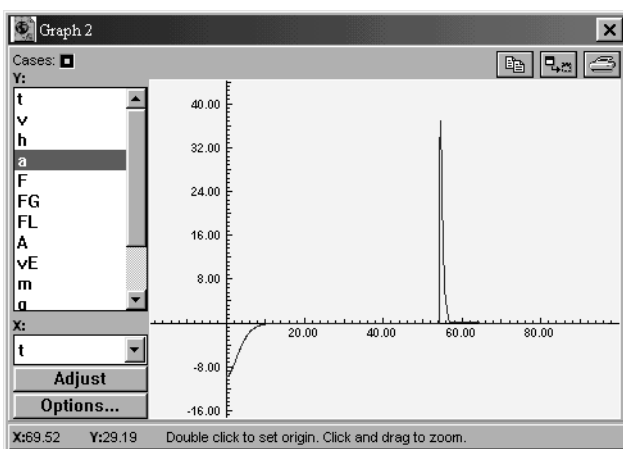 Graph 2
Cases:
Y:
t
v
h
a
F
FG
FL
A
vE
m
g
X:
t
Adjust
Options...
40.00
32.00
24.00
16.00
8.00
-8.00
-16.00
20.00 40.00 60.00 80.00
X:69.52 Y:29.19 Double click to set origin. Click and drag to zoom.